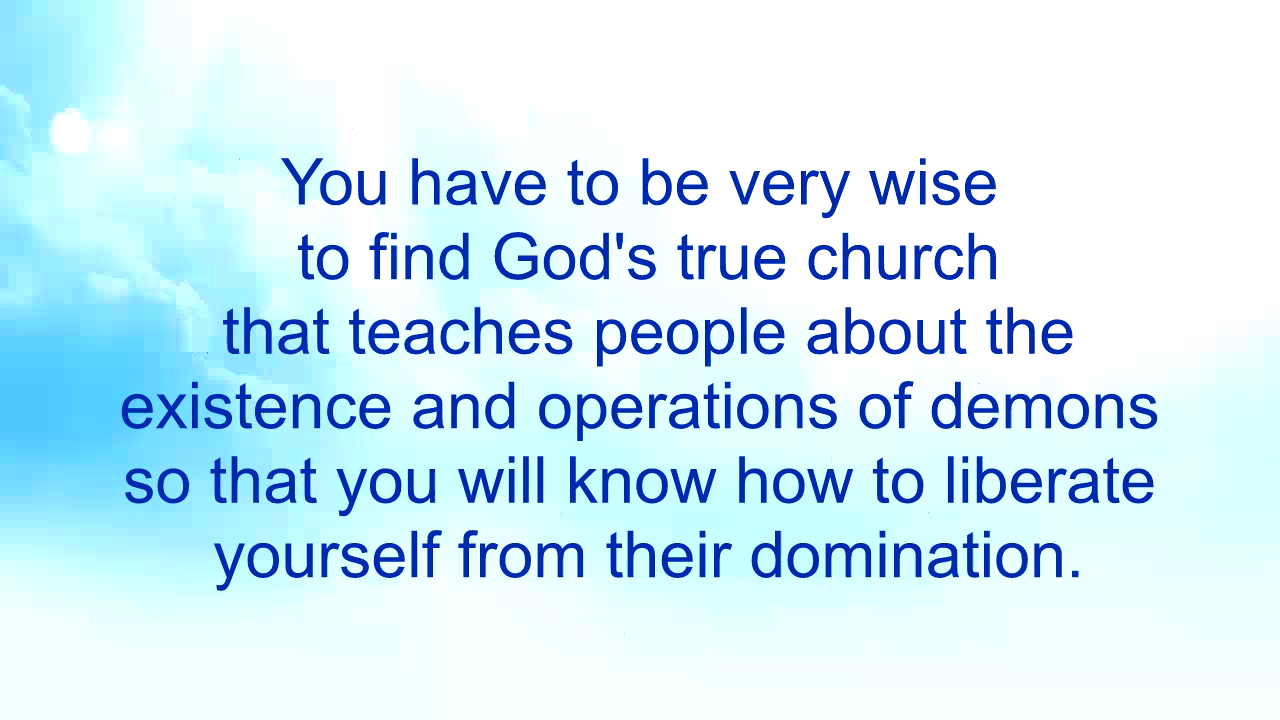 You have to be very wise
to find God's true church
that teaches people about the
existence and operations of demons
so that you will know how to liberate
yourself from their domination.